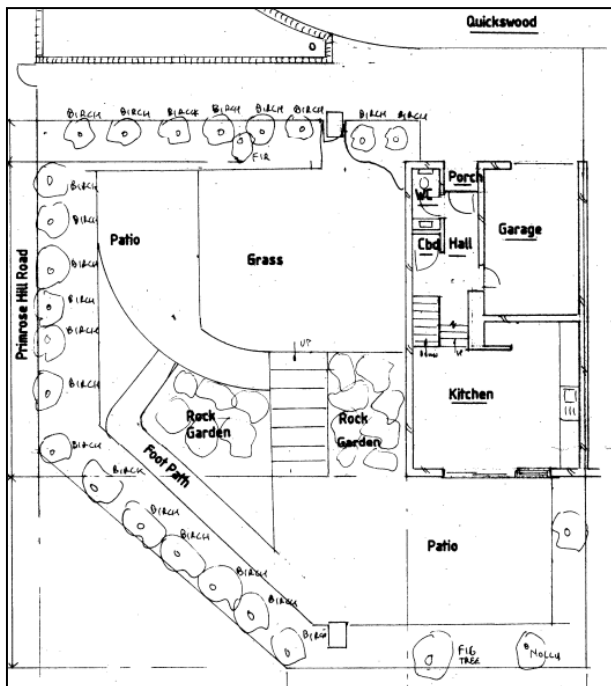 Quickswood
BIRCH
BIRCH
BIRCH
BIRCH
BIRCH
BIRCH
BIRCH
BIRCH
FIR
BIRCH
Porch
WC
BIRCH
Patio
Grass
Cbd
Hall
Garage
BIRCH
Primrose Hill Road
BIRCH
BIRCH
UP
UP
BIRCH
Kitchen
Rock
Garden
Rock
Garden
BIRCH
Foot Path
BIRCH
BIRCH
BIRCH
Patio
BIRCH
BIRCH
BIRCH
FIG
TREE